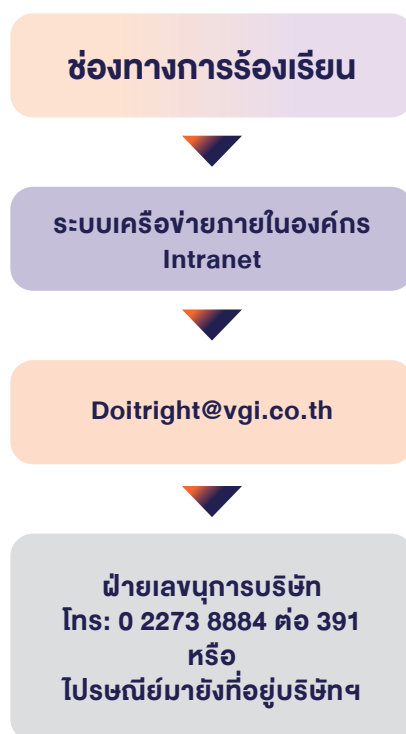 ช่องทางการร้องเรียน
ระบบเครือข่ายภายในองค์กร
Intranet
Doitright@vgi.co.th
ฝ่ายเลขนุการบริษัท
โทร: 0 2273 8884 ต่อ 391
หรือ
ไปรษณีย์มายังที่อยู่บริษัทฯ